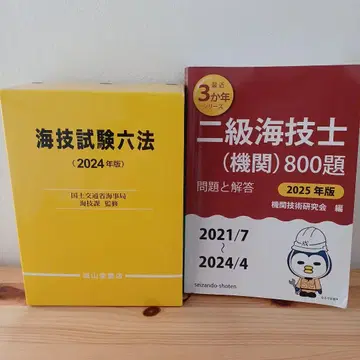 海技試験六法
(2024年版)
国土交通省海事局
海技課 監修
成山堂書店
最近
3か年
シリーズ
二級海技士
(機関) 800題
問題と解答
2025年版
機関技術研究会 編
2021/7
~
2024/4
seizando-shoten